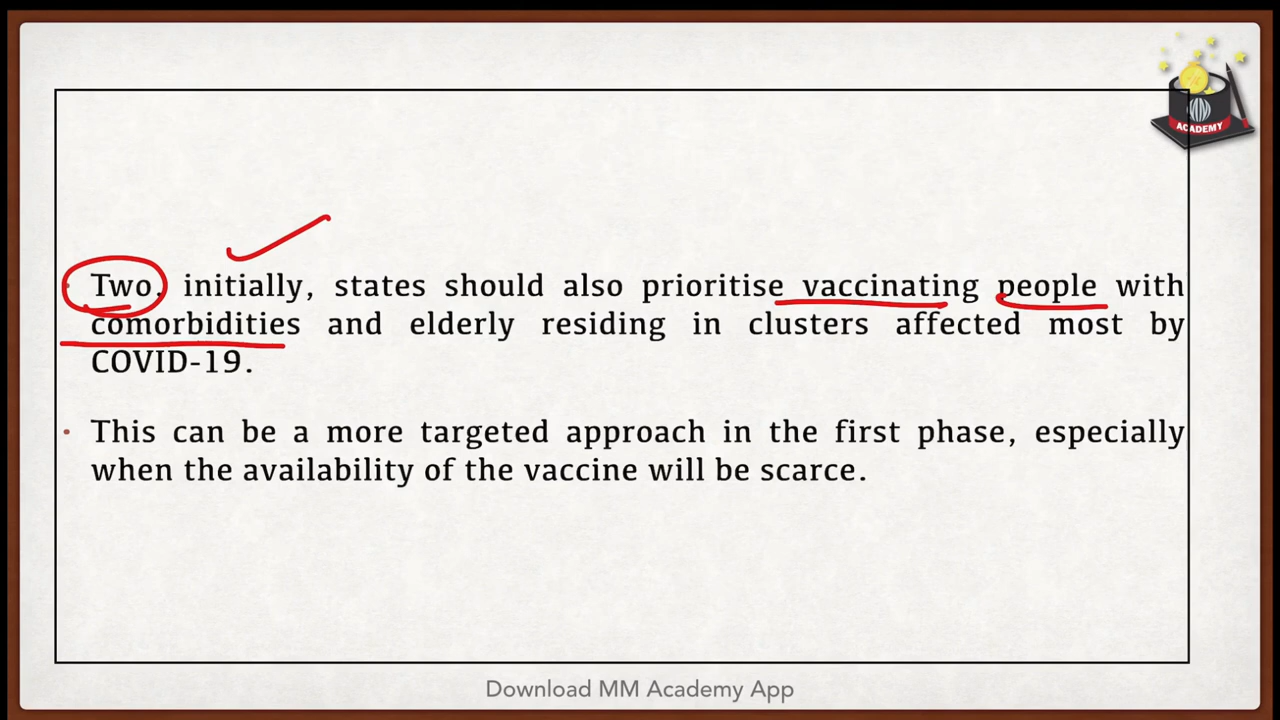 ACADEMY
Two, initially, states should also prioritise vaccinating people with
comorbidities and elderly residing in clusters affected most by
COVID-19.
This can be a more targeted approach in the first phase, especially
when the availability of the vaccine will be scarce.
Download MM Academy App